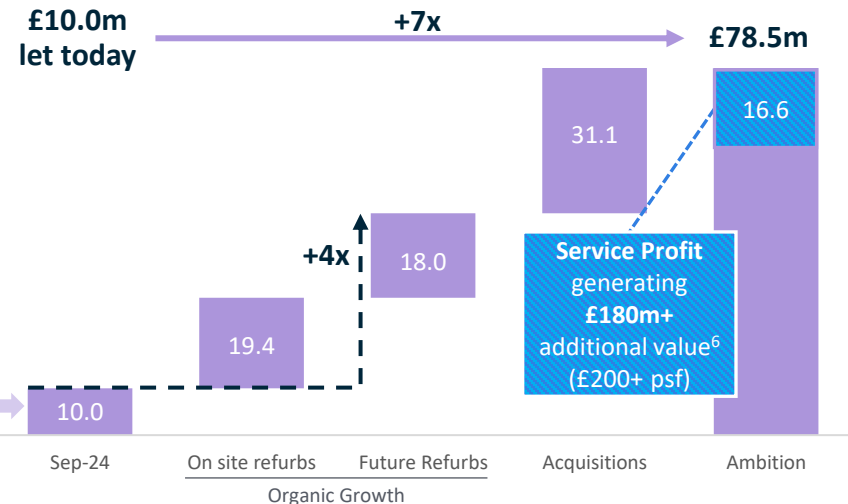 £10.0m
let today
+7x
£78.5m
16.6
31.1
+4x
18.0
19.4
10.0
Service Profit
generating
£180m+
additional value⁶
(£200+ psf)
Sep-24
On site refurbs
Future Refurbs
Acquisitions
Ambition
Organic Growth